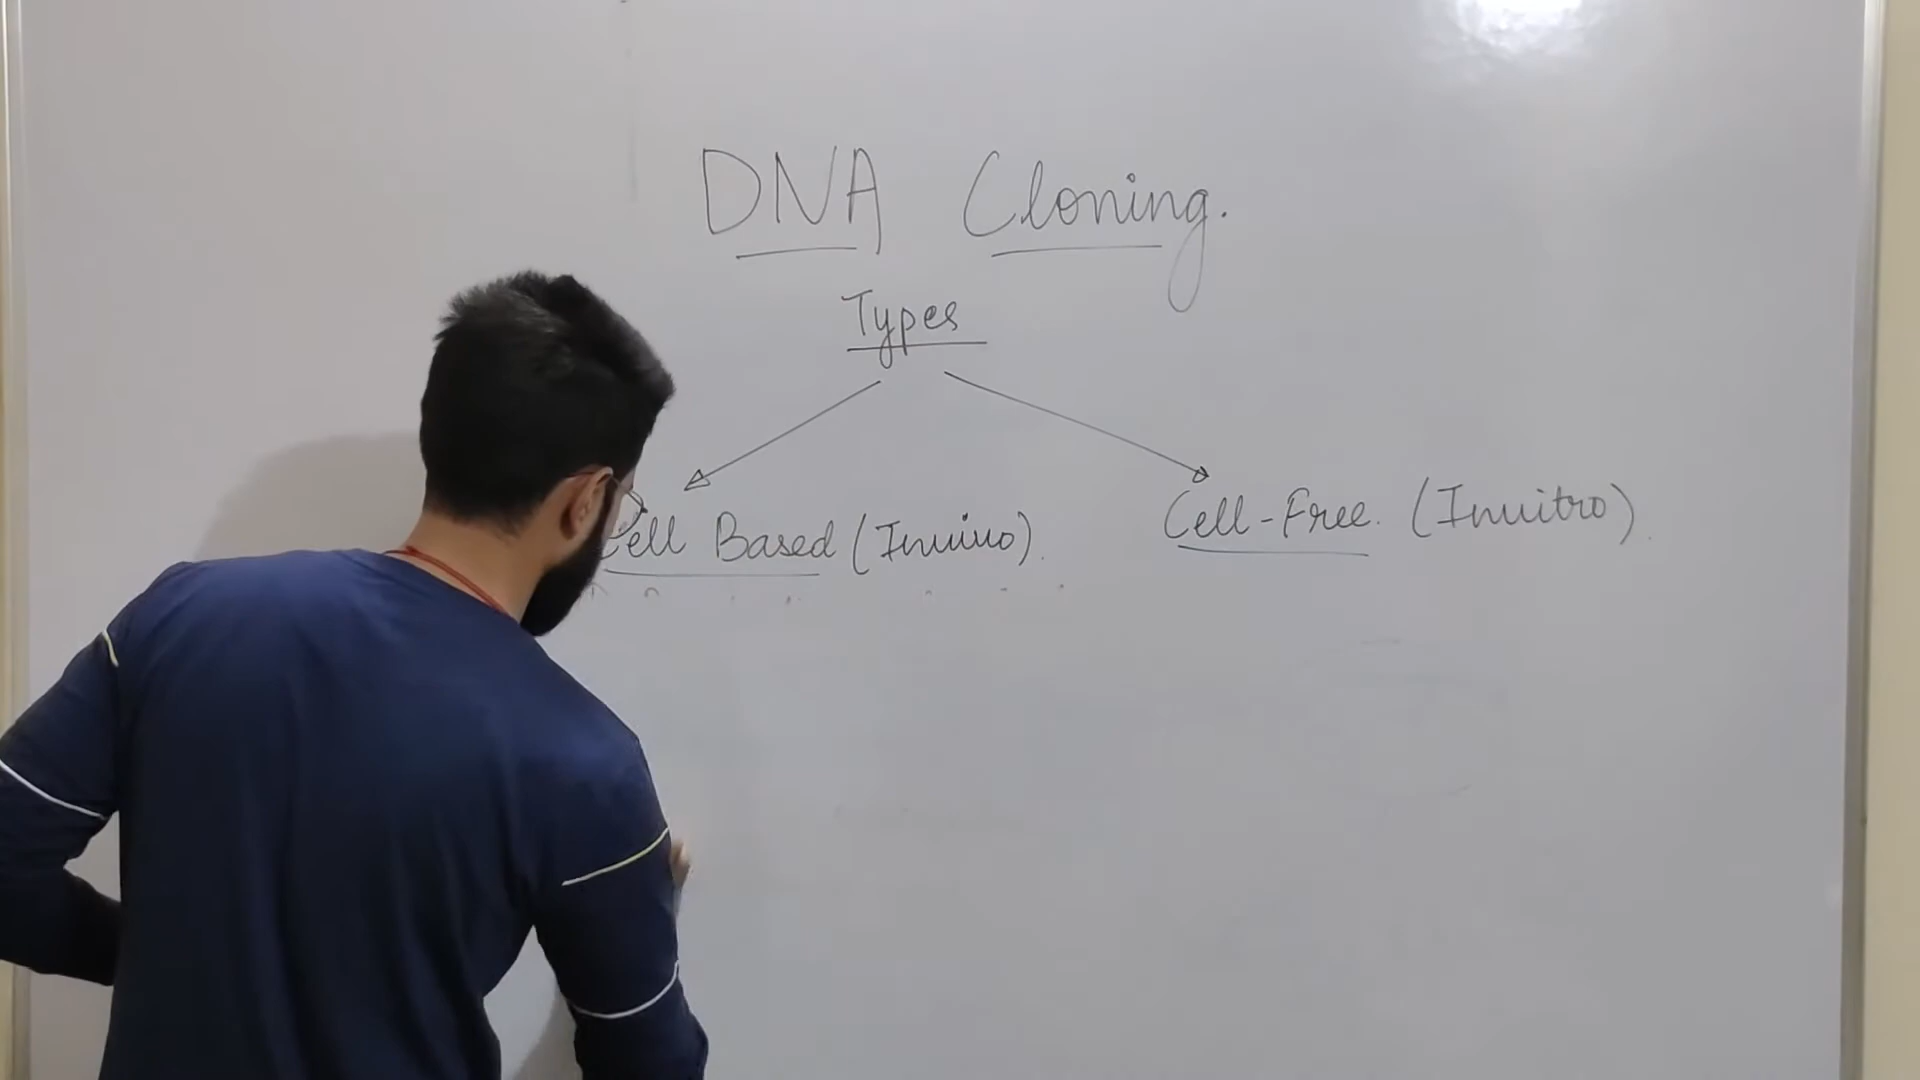 DNA Cloning.
Types
Cell Based (Invivo).
Cell-Free. (Invitro).